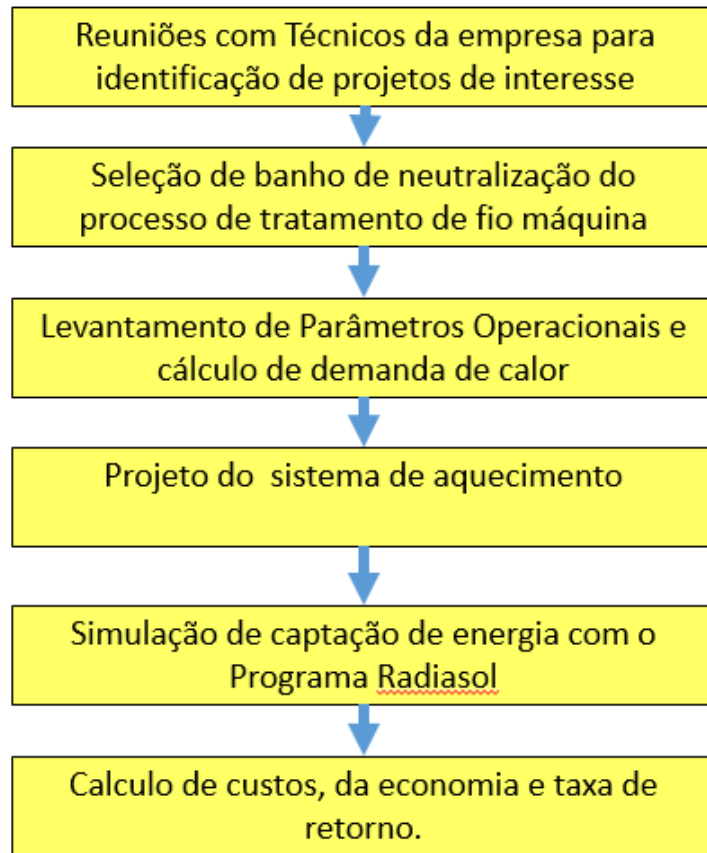 Reuniões com Técnicos da empresa para
identificação de projetos de interesse
Seleção de banho de neutralização do
processo de tratamento de fio máquina
Levantamento de Parâmetros Operacionais e
cálculo de demanda de calor
Projeto do sistema de aquecimento
Simulação de captação de energia com o
Programa Radiasol
Calculo de custos, da economia e taxa de
retorno.